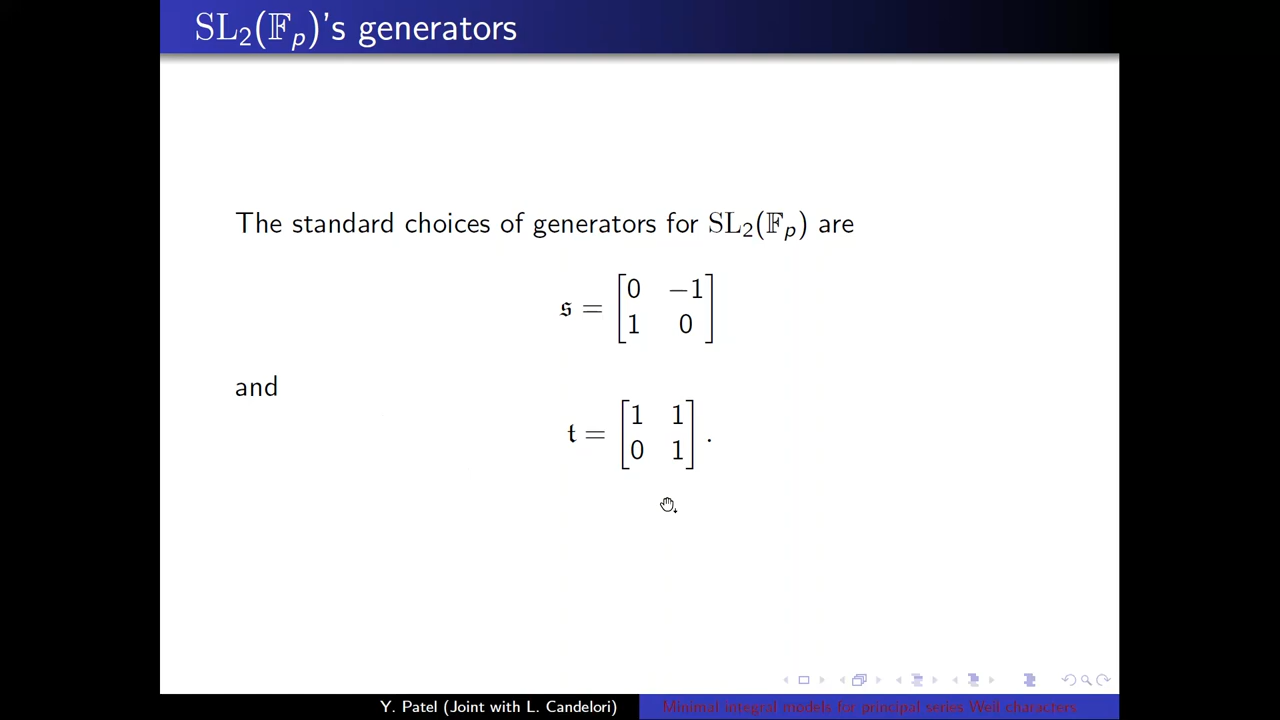 SL₂(𝔽ₚ)'s generators
The standard choices of generators for SL₂(𝔽ₚ) are
𝔰 = [0 −1
1 0]
and
𝔱 = [1 1
0 1].
Y. Patel (Joint with L. Candelori)
Minimal integral models for principal series Weil characters